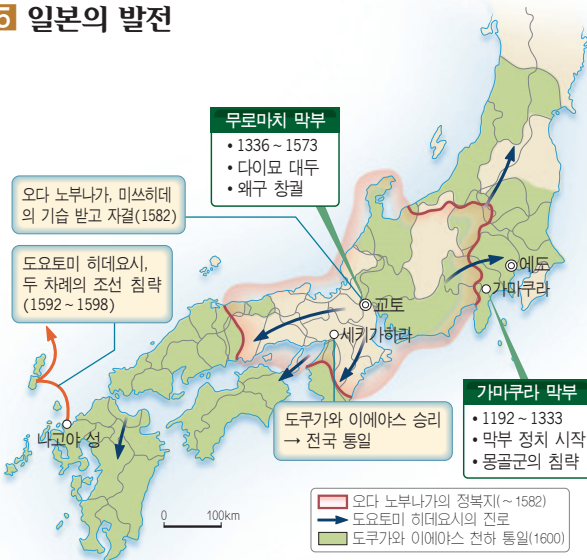 5 일본의 발전
무로마치 막부
• 1336 ~ 1573
• 다이묘 대두
• 왜구 창궐
오다 노부나가, 미쓰히데
의 기습 받고 자결(1582)
도요토미 히데요시,
두 차례의 조선 침략
(1592 ~ 1598)
에도
가마쿠라
교토
세키가하라
나고야 성
도쿠가와 이에야스 승리
→ 전국 통일
가마쿠라 막부
• 1192 ~ 1333
• 막부 정치 시작
• 몽골군의 침략
0 100km
오다 노부나가의 정복지(~ 1582)
도요토미 히데요시의 진로
도쿠가와 이에야스 천하 통일(1600)